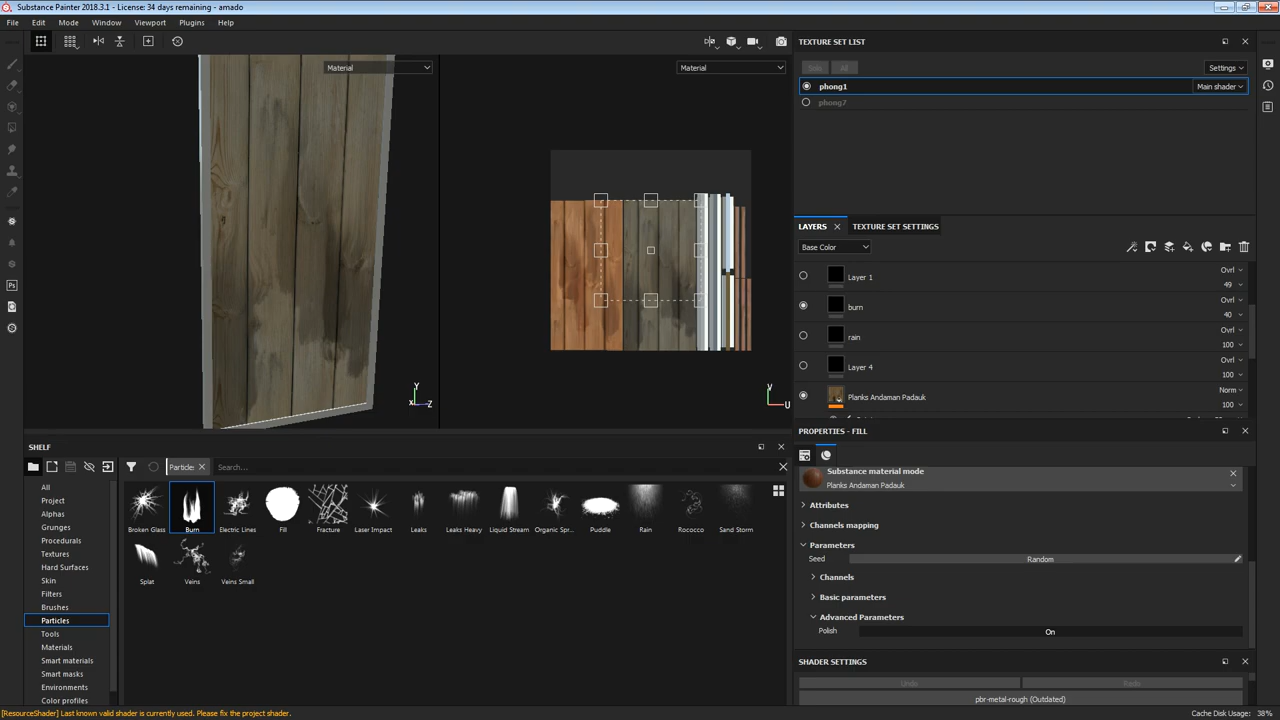 Substance Painter 2018.3.1 - License: 34 days remaining - amado
File Edit Mode Window Viewport Plugins Help
Material
Material
Y
X
Z
V
U
TEXTURE SET LIST
Solo All Settings
phong1 Main shader
phong7
LAYERS TEXTURE SET SETTINGS
Base Color
Layer 1 Ovrl
49
burn Ovrl
40
rain Ovrl
100
Layer 4 Ovrl
100
Planks Andaman Padauk Norm
100
PROPERTIES - FILL
Substance material mode
Planks Andaman Padauk
Attributes
Channels mapping
Parameters
Seed Random
Channels
Basic parameters
Advanced Parameters
Polish On
SHADER SETTINGS
Undo Redo
pbr-metal-rough (Outdated)
SHELF
Particle Search...
All
Project
Alphas
Grunges
Procedurals
Textures
Hard Surfaces
Skin
Filters
Brushes
Particles
Tools
Materials
Smart materials
Smart masks
Environments
Color profiles
Broken Glass Burn Electric Lines Fill Fracture Laser Impact Leaks Leaks Heavy Liquid Stream Organic Spr... Puddle Rain Rococco Sand Storm
Splat Veins Veins Small
[ResourceShader] Last known valid shader is currently used. Please fix the project shader.
Cache Disk Usage: 38%